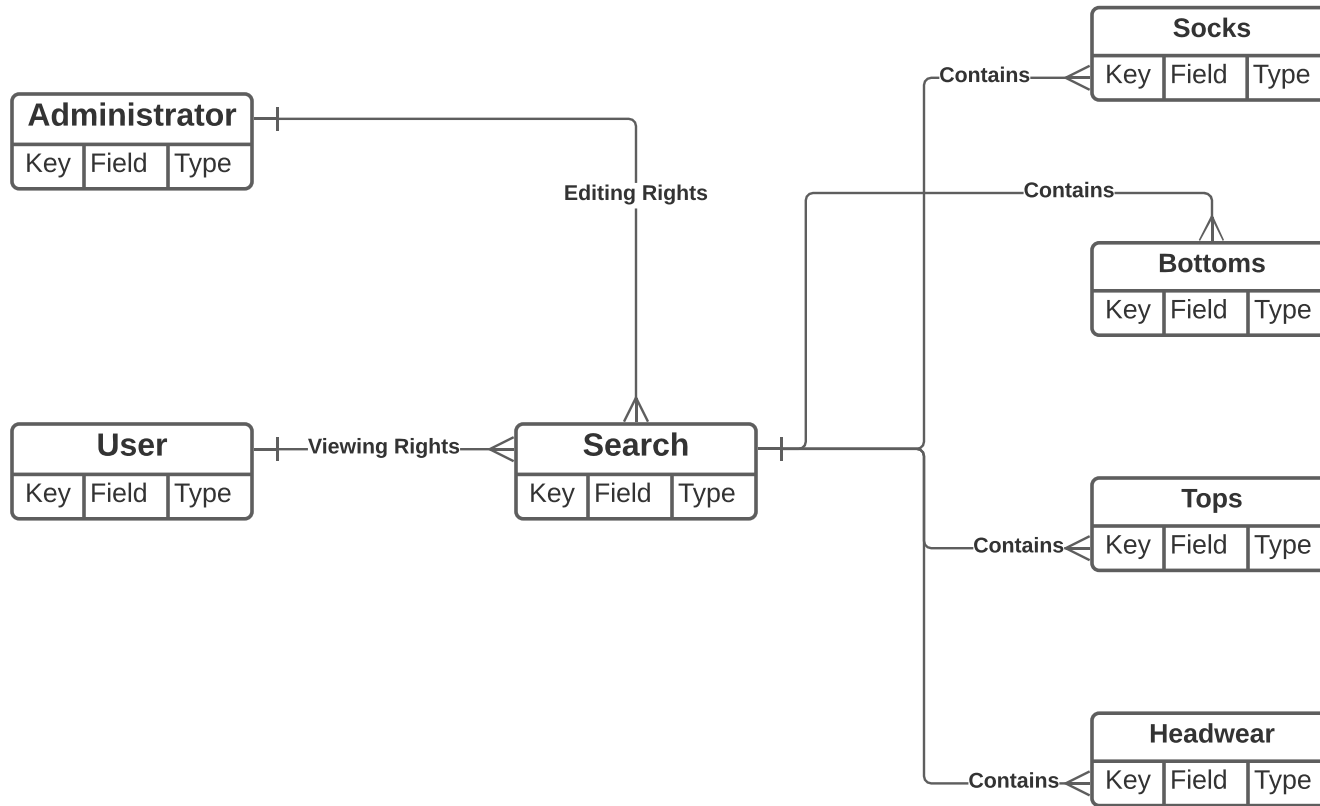 Socks
Key Field Type
Contains
Administrator
Key Field Type
Editing Rights
Contains
Bottoms
Key Field Type
User
Key Field Type
Viewing Rights
Search
Key Field Type
Tops
Key Field Type
Contains
Headwear
Key Field Type
Contains